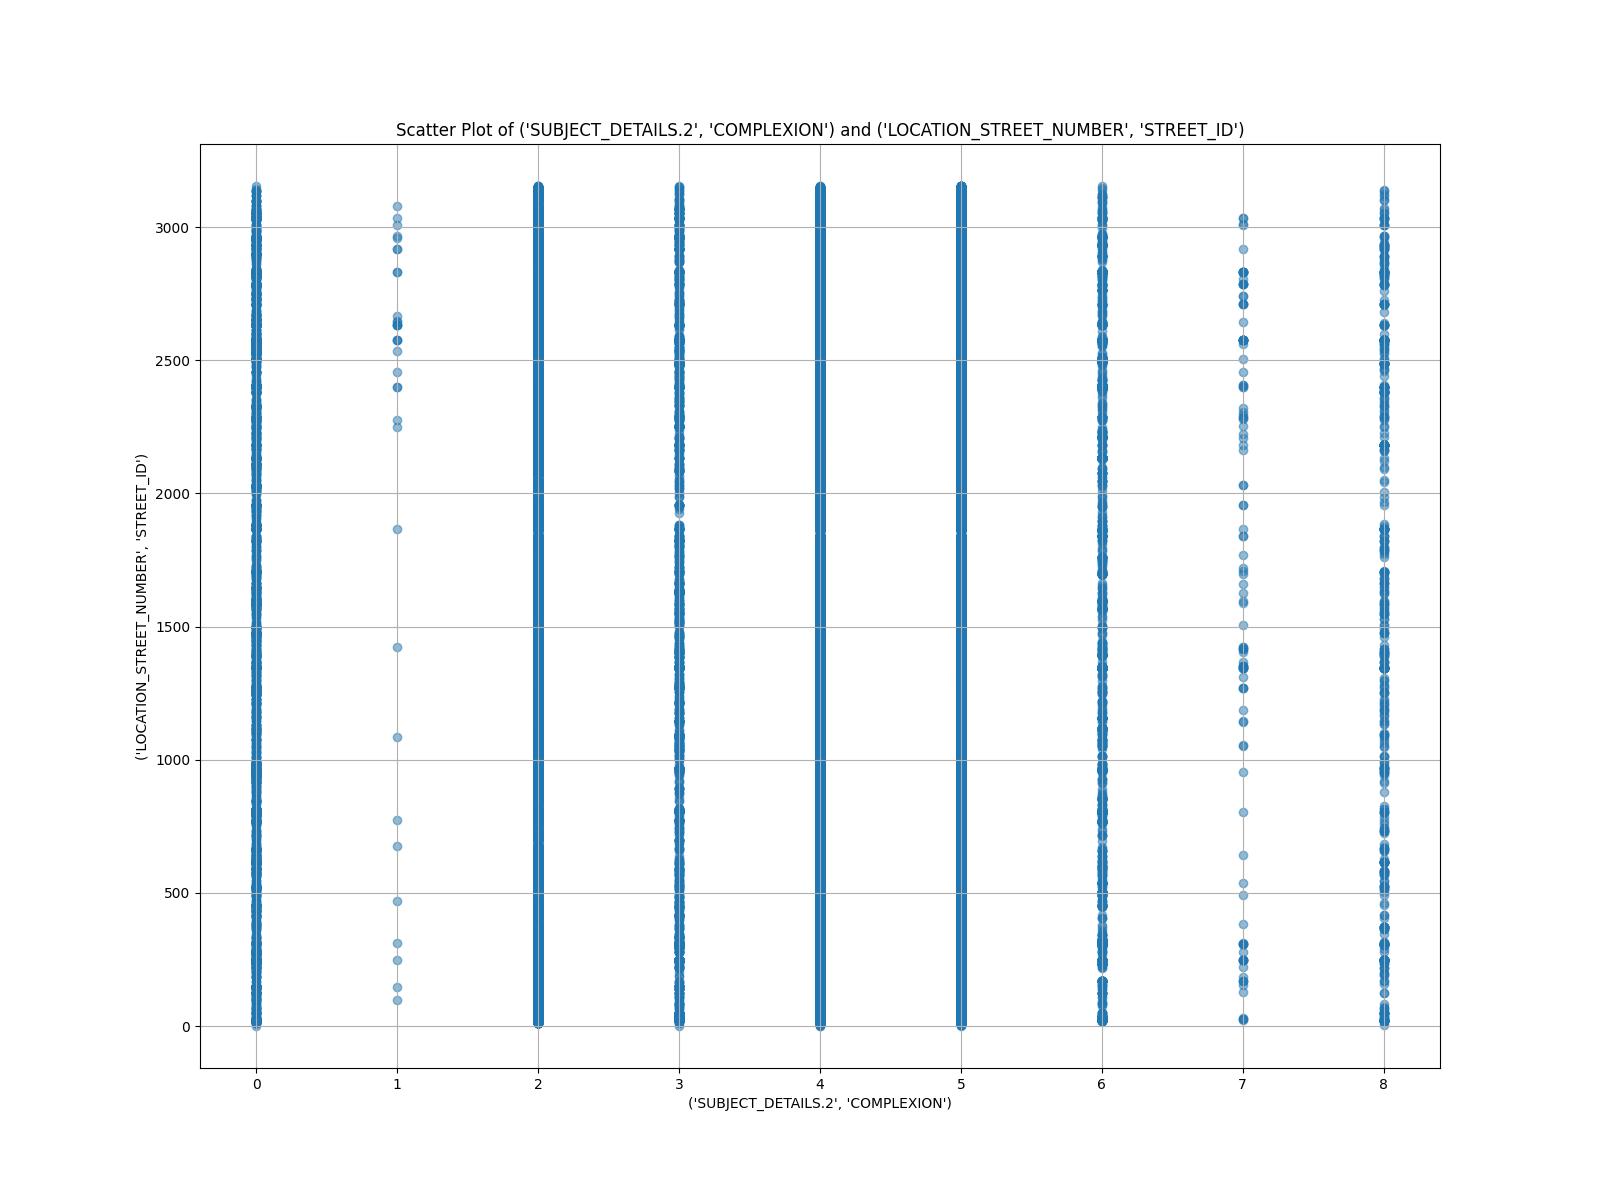 Scatter Plot of ('SUBJECT_DETAILS.2', 'COMPLEXION') and ('LOCATION_STREET_NUMBER', 'STREET_ID')
('LOCATION_STREET_NUMBER', 'STREET_ID')
3000
2500
2000
1500
1000
500
0
0 1 2 3 4 5 6 7 8
('SUBJECT_DETAILS.2', 'COMPLEXION')